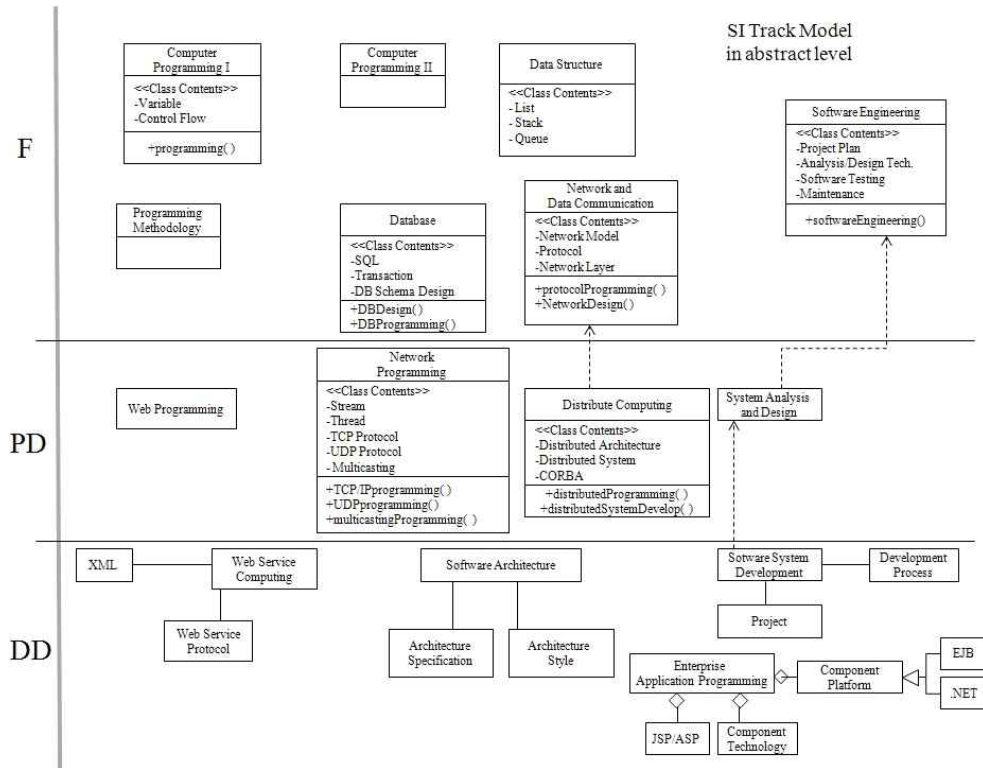 SI Track Model
in abstract level
F
Computer
Programming I
<<Class Contents>>
-Variable
-Control Flow
+programming( )
Computer
Programming II
Data Structure
<<Class Contents>>
- List
- Stack
- Queue
Software Engineering
<<Class Contents>>
-Project Plan
-Analysis/Design Tech.
-Software Testing
-Maintenance
+softwareEngineering()
Programming
Methodology
Database
<<Class Contents>>
-SQL
-Transaction
-DB Schema Design
+DBDesign( )
+DBProgramming( )
Network and
Data Communication
<<Class Contents>>
-Network Model
-Protocol
-Network Layer
+protocolProgramming( )
+NetworkDesign( )
PD
Web Programming
Network
Programming
<<Class Contents>>
-Stream
-Thread
-TCP Protocol
-UDP Protocol
- Multicasting
+TCP/IPprogramming( )
+UDPprogramming( )
+multicastingProgramming( )
Distribute Computing
<<Class Contents>>
-Distributed Architecture
-Distributed System
-CORBA
+distributedProgramming( )
+distributedSystemDevelop( )
System Analysis
and Design
DD
XML
Web Service
Computing
Web Service
Protocol
Software Architecture
Architecture
Specification
Architecture
Style
Sotware System
Development
Development
Process
Project
Enterprise
Application Programming
Component
Platform
EJB
.NET
JSP/ASP
Component
Technology